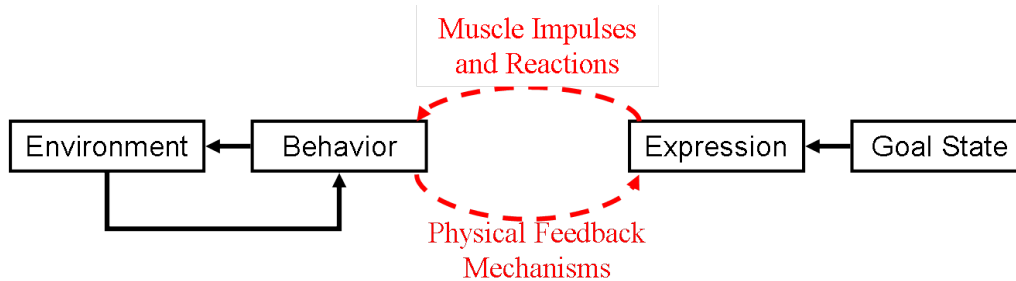 Muscle Impulses
and Reactions
Environment
Behavior
Expression
Goal State
Physical Feedback
Mechanisms